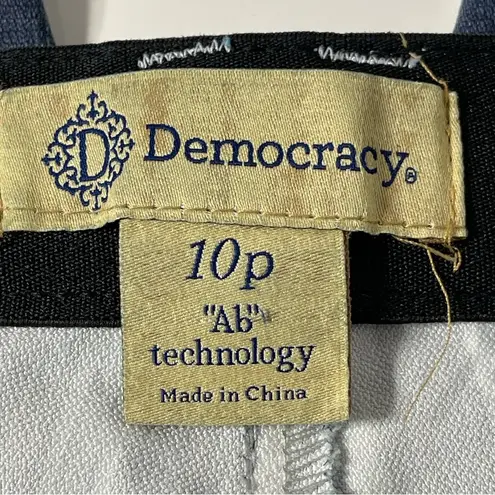 D Democracy®
10p
"Ab"
technology
Made in China